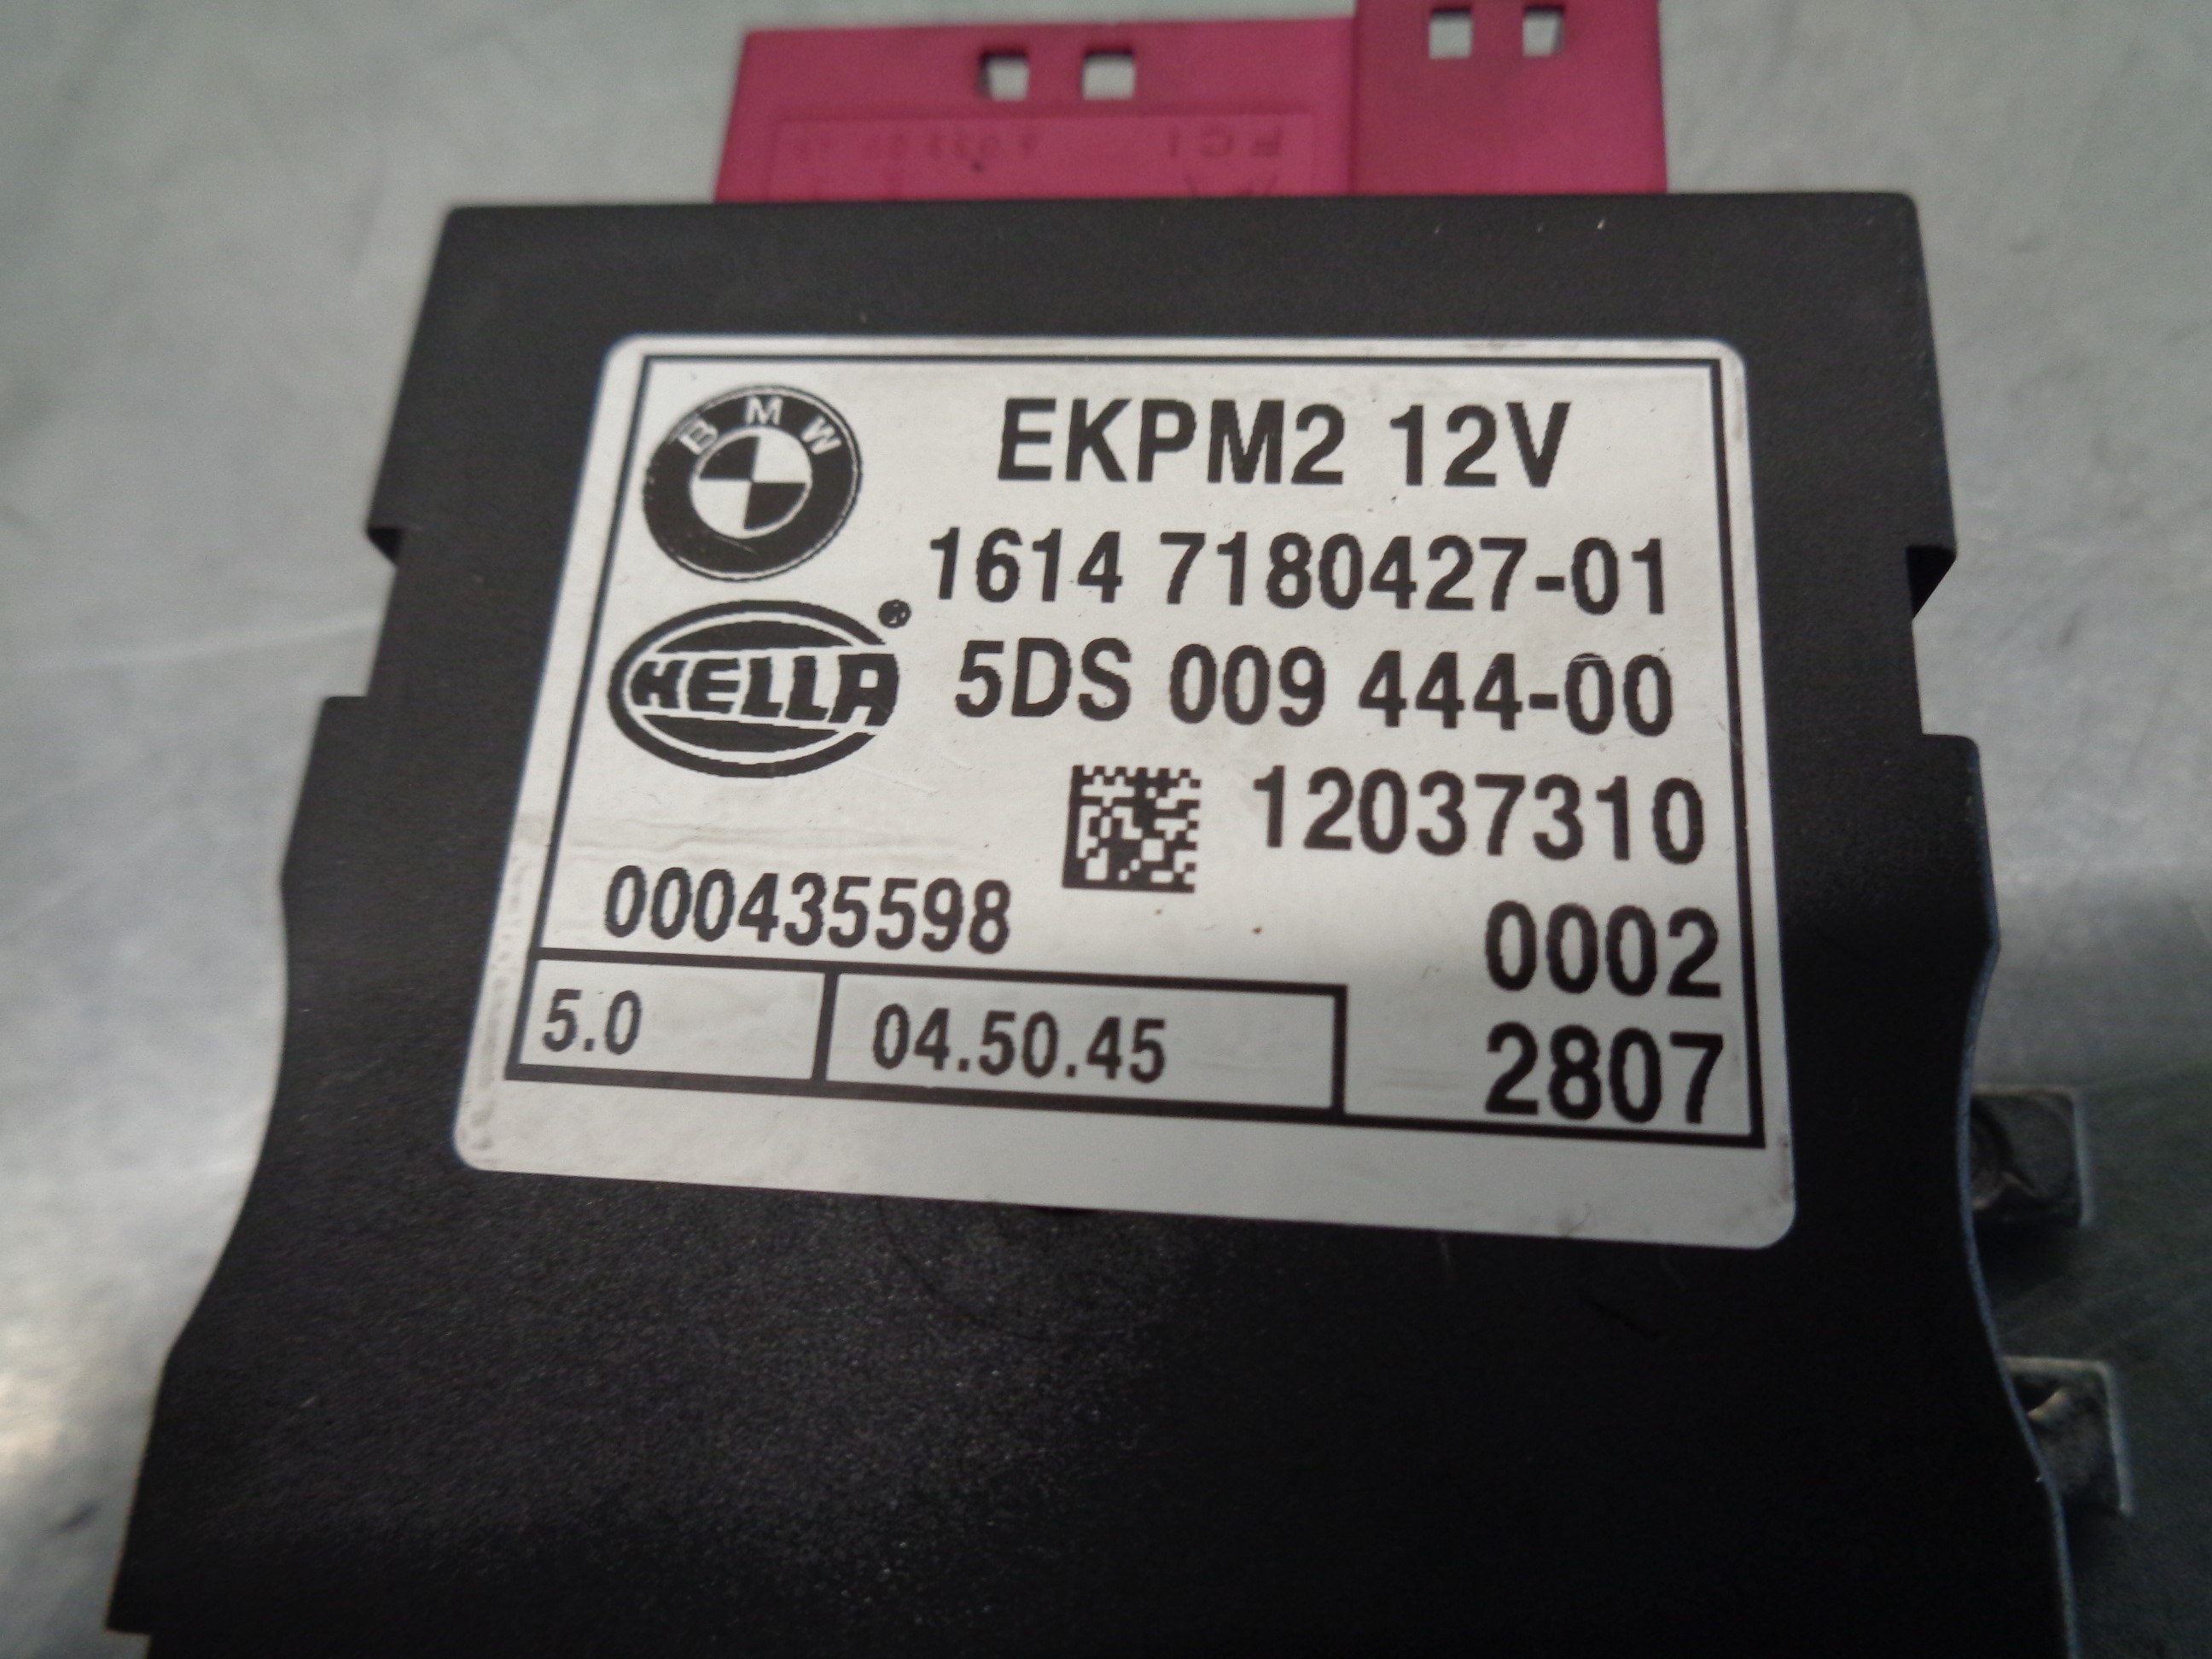 FCI
BMW
EKPM2 12V
1614 7180427-01
HELLA®
5DS 009 444-00
12037310
000435598
0002
5.0
04.50.45
2807